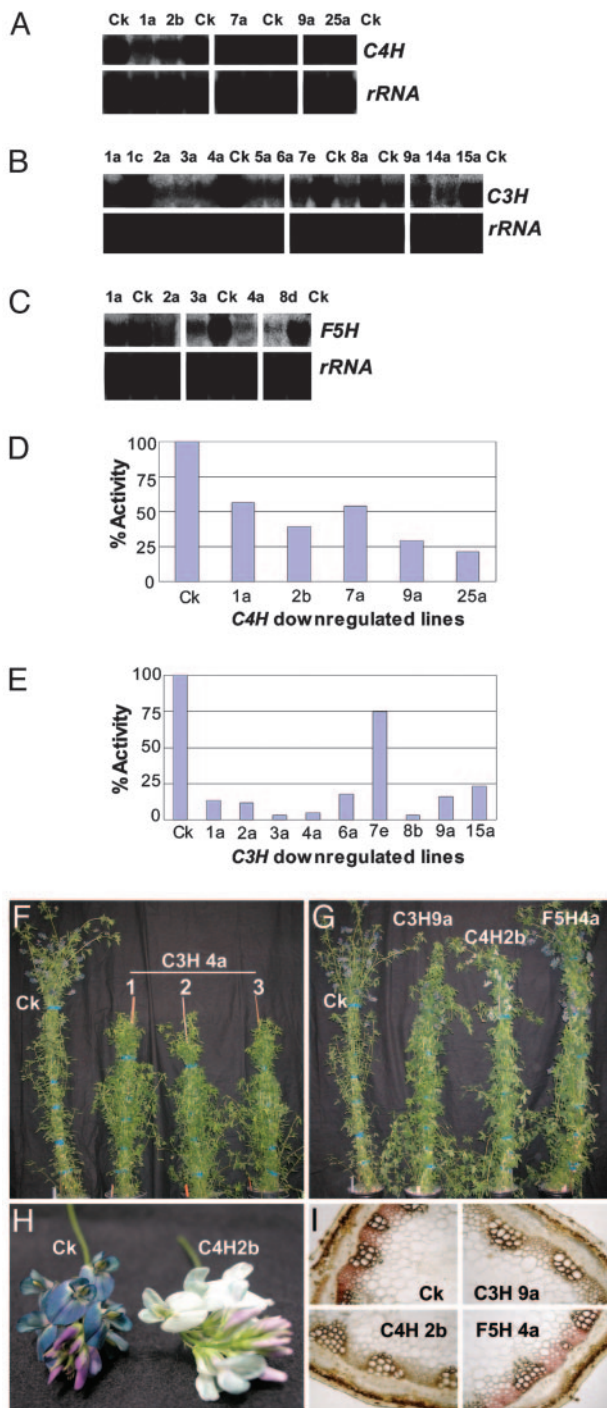 A
Ck 1a 2b Ck 7a Ck 9a 25a Ck
C4H
rRNA
B
1a 1c 2a 3a 4a Ck 5a 6a 7e Ck 8a Ck 9a 14a 15a Ck
C3H
rRNA
C
1a Ck 2a 3a Ck 4a 8d Ck
F5H
rRNA
D
% Activity
100
75
50
25
0
Ck 1a 2b 7a 9a 25a
C4H downregulated lines
E
% Activity
100
75
50
25
0
Ck 1a 2a 3a 4a 6a 7e 8b 9a 15a
C3H downregulated lines
F
C3H 4a
1 2 3
Ck
G
C3H9a
C4H2b
F5H4a
Ck
H
Ck
C4H2b
I
Ck
C3H 9a
C4H 2b
F5H 4a